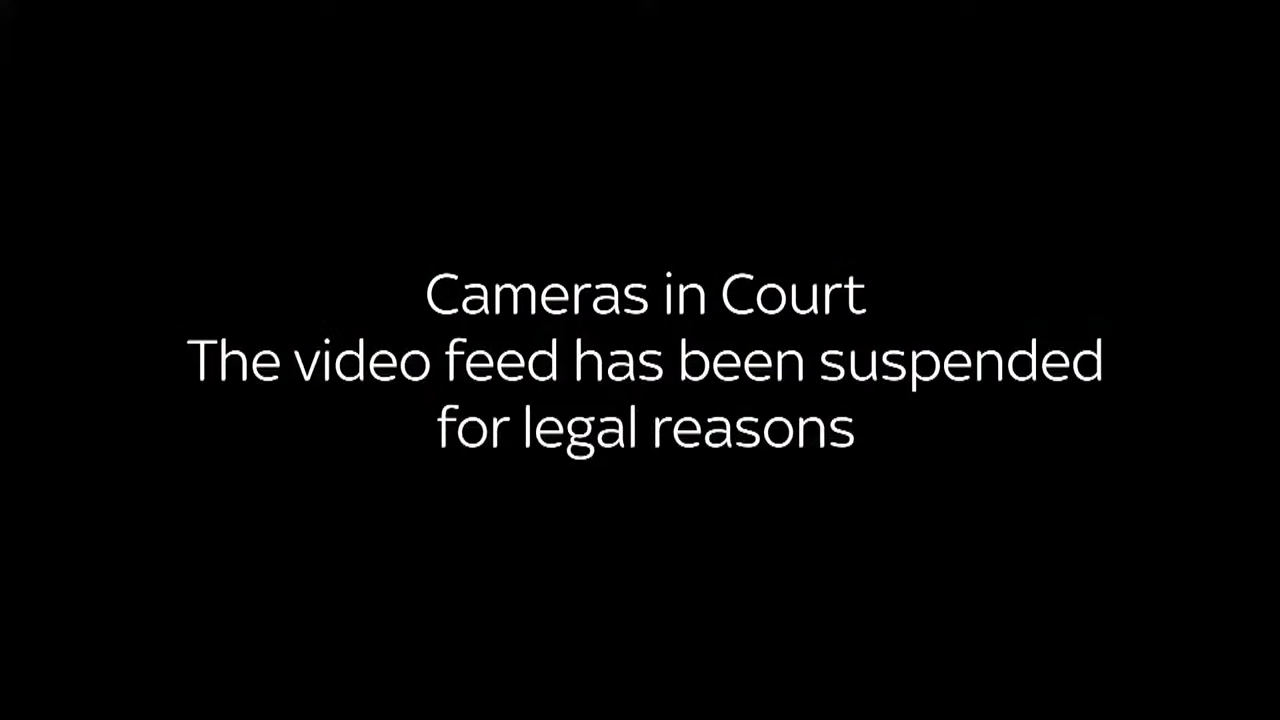 Cameras in Court
The video feed has been suspended
for legal reasons